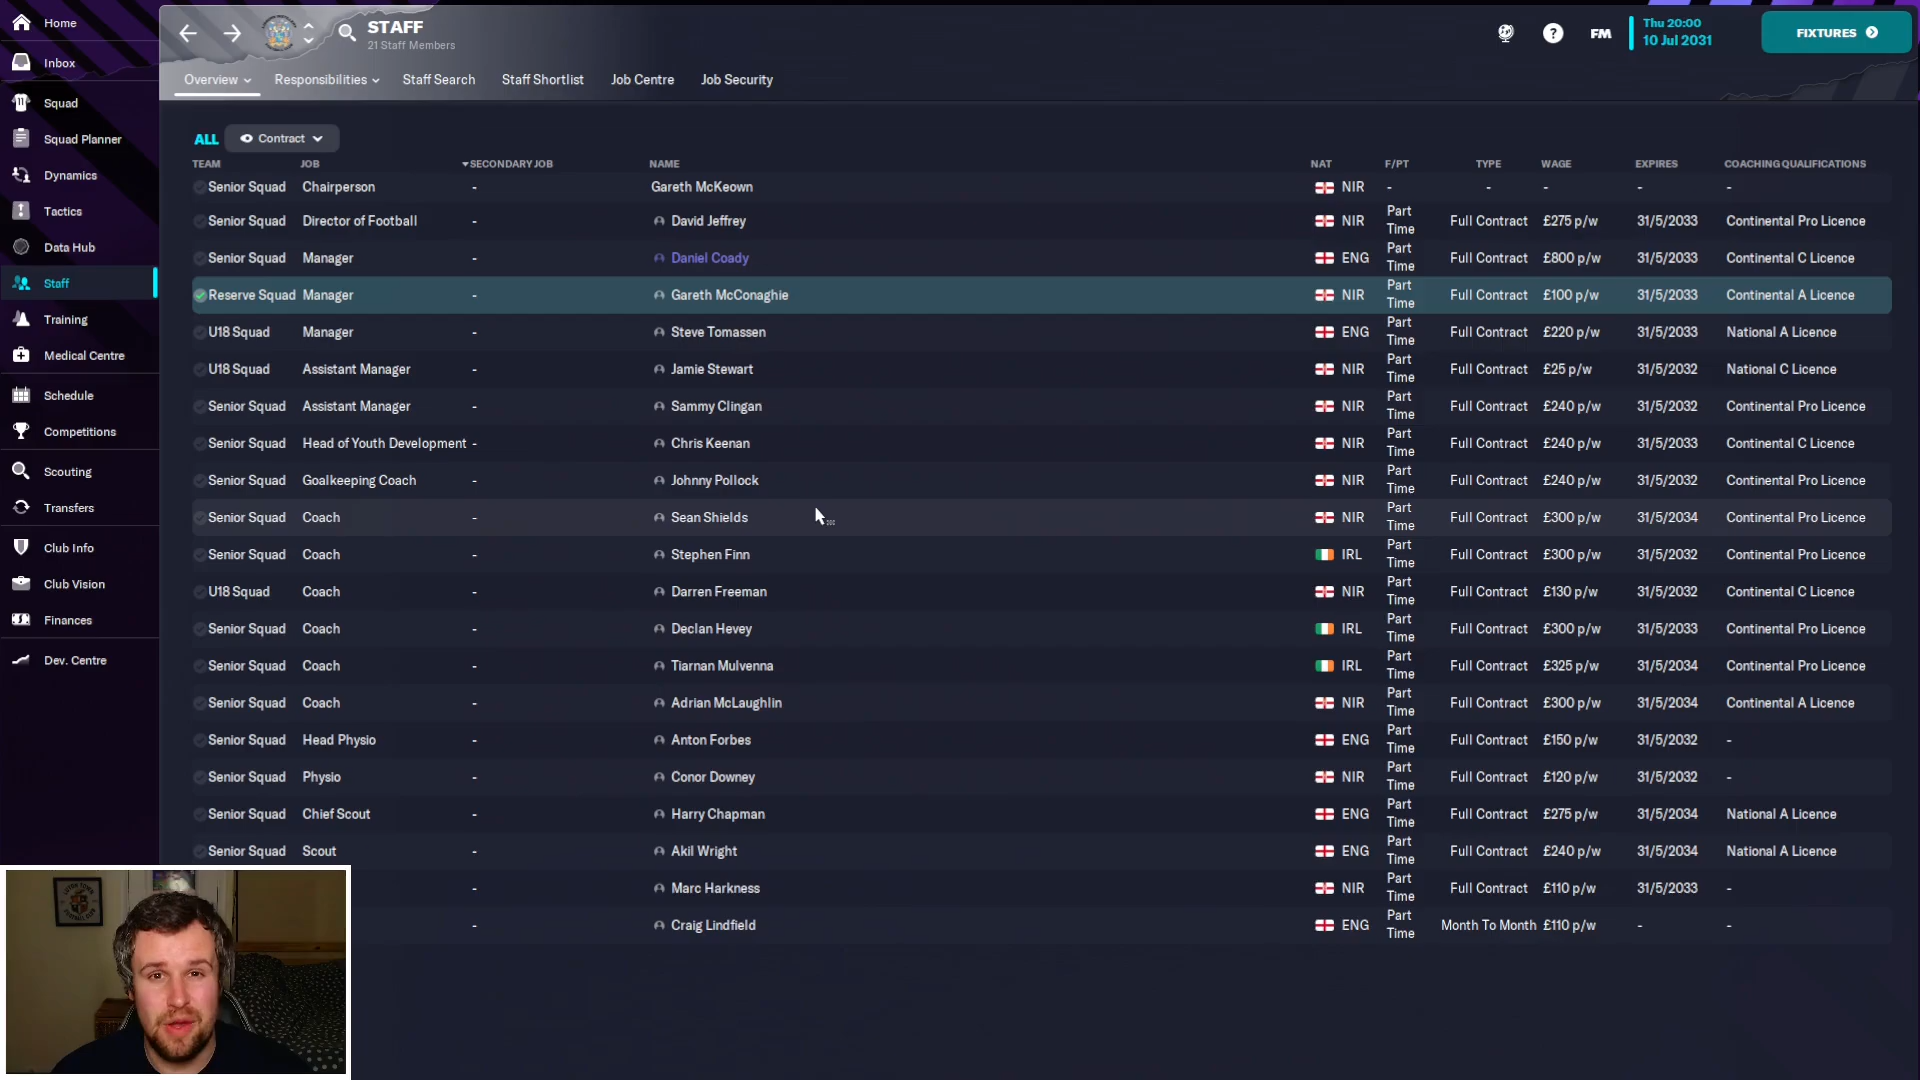 Home
Inbox
Squad
Squad Planner
Dynamics
Tactics
Data Hub
Staff
Training
Medical Centre
Schedule
Competitions
Scouting
Transfers
Club Info
Club Vision
Finances
Dev. Centre
STAFF
21 Staff Members
FM
Thu 20:00
10 Jul 2031
FIXTURES
Overview Responsibilities Staff Search Staff Shortlist Job Centre Job Security
ALL Contract
TEAM JOB SECONDARY JOB NAME NAT F/PT TYPE WAGE EXPIRES COACHING QUALIFICATIONS
Senior Squad Chairperson - Gareth McKeown NIR - - - - -
Senior Squad Director of Football - David Jeffrey NIR Part Time Full Contract £275 p/w 31/5/2033 Continental Pro Licence
Senior Squad Manager - Daniel Coady ENG Part Time Full Contract £800 p/w 31/5/2033 Continental C Licence
Reserve Squad Manager - Gareth McConaghie NIR Part Time Full Contract £100 p/w 31/5/2033 Continental A Licence
U18 Squad Manager - Steve Tomassen ENG Part Time Full Contract £220 p/w 31/5/2033 National A Licence
U18 Squad Assistant Manager - Jamie Stewart NIR Part Time Full Contract £25 p/w 31/5/2032 National C Licence
Senior Squad Assistant Manager - Sammy Clingan NIR Part Time Full Contract £240 p/w 31/5/2032 Continental Pro Licence
Senior Squad Head of Youth Development - Chris Keenan NIR Part Time Full Contract £240 p/w 31/5/2033 Continental C Licence
Senior Squad Goalkeeping Coach - Johnny Pollock NIR Part Time Full Contract £240 p/w 31/5/2032 Continental Pro Licence
Senior Squad Coach - Sean Shields NIR Part Time Full Contract £300 p/w 31/5/2034 Continental Pro Licence
Senior Squad Coach - Stephen Finn IRL Part Time Full Contract £300 p/w 31/5/2032 Continental Pro Licence
U18 Squad Coach - Darren Freeman NIR Part Time Full Contract £130 p/w 31/5/2032 Continental C Licence
Senior Squad Coach - Declan Hevey IRL Part Time Full Contract £300 p/w 31/5/2033 Continental Pro Licence
Senior Squad Coach - Tiarnan Mulvenna IRL Part Time Full Contract £325 p/w 31/5/2034 Continental Pro Licence
Senior Squad Coach - Adrian McLaughlin NIR Part Time Full Contract £300 p/w 31/5/2034 Continental A Licence
Senior Squad Head Physio - Anton Forbes ENG Part Time Full Contract £150 p/w 31/5/2032 -
Senior Squad Physio - Conor Downey NIR Part Time Full Contract £120 p/w 31/5/2032 -
Senior Squad Chief Scout - Harry Chapman ENG Part Time Full Contract £275 p/w 31/5/2034 National A Licence
Senior Squad Scout - Akil Wright ENG Part Time Full Contract £240 p/w 31/5/2034 National A Licence
- Marc Harkness NIR Part Time Full Contract £110 p/w 31/5/2033 -
- Craig Lindfield ENG Part Time Month To Month £110 p/w - -